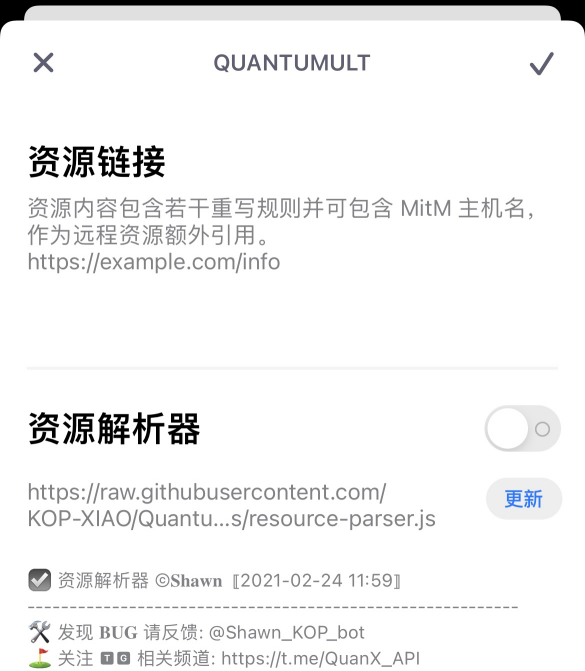 QUANTUMULT
资源链接
资源内容包含若干重写规则并可包含 MitM 主机名，
作为远程资源额外引用。
https://example.com/info
资源解析器
https://raw.githubusercontent.com/
KOP-XIAO/Quantu...s/resource-parser.js
更新
☑️ 资源解析器 ©𝐒𝐡𝐚𝐰𝐧 ⟦2021-02-24 11:59⟧
-----------------------------------------------------------
🛠 发现 𝐁𝐔𝐆 请反馈: @Shawn_KOP_bot
⛳️ 关注 🆃🅶 相关频道: https://t.me/QuanX_API